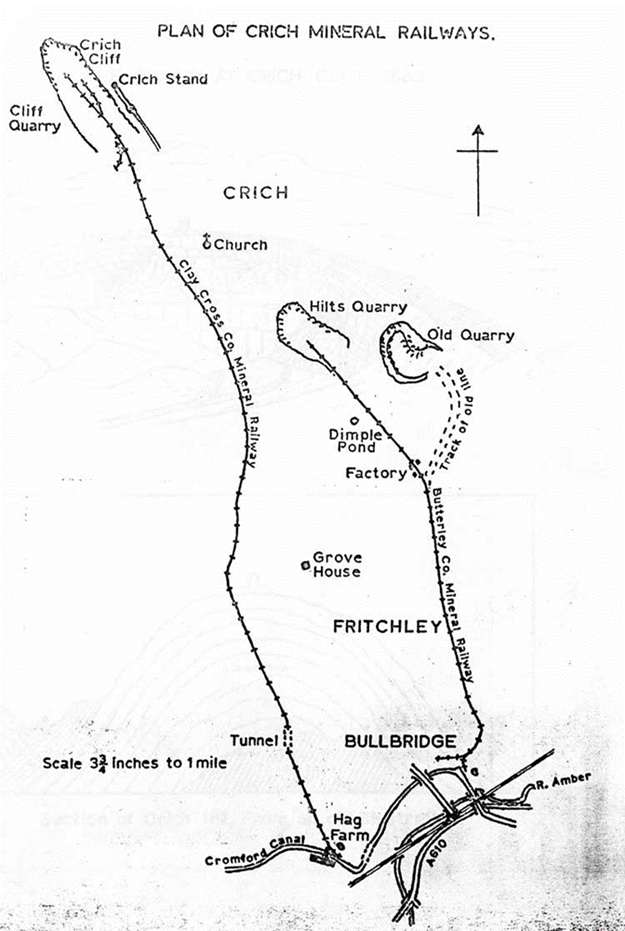 PLAN OF CRICH MINERAL RAILWAYS.
Crich
Cliff
Crich Stand
Cliff
Quarry
CRICH
Church
Clay Cross Co. Mineral Railway
Hilts Quarry
Old Quarry
Track of old line
Dimple
Pond
Factory
Butterley Co. Mineral Railway
Grove
House
FRITCHLEY
Tunnel
BULLBRIDGE
Scale 3¾ inches to 1 mile
R. Amber
Hag
Farm
Cromford Canal
A610